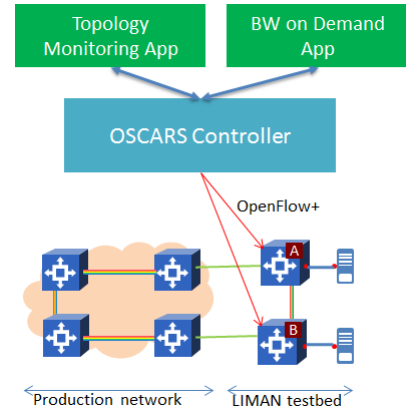 Topology
Monitoring App
BW on Demand
App
OSCARS Controller
OpenFlow+
A
B
Production network
LIMAN testbed